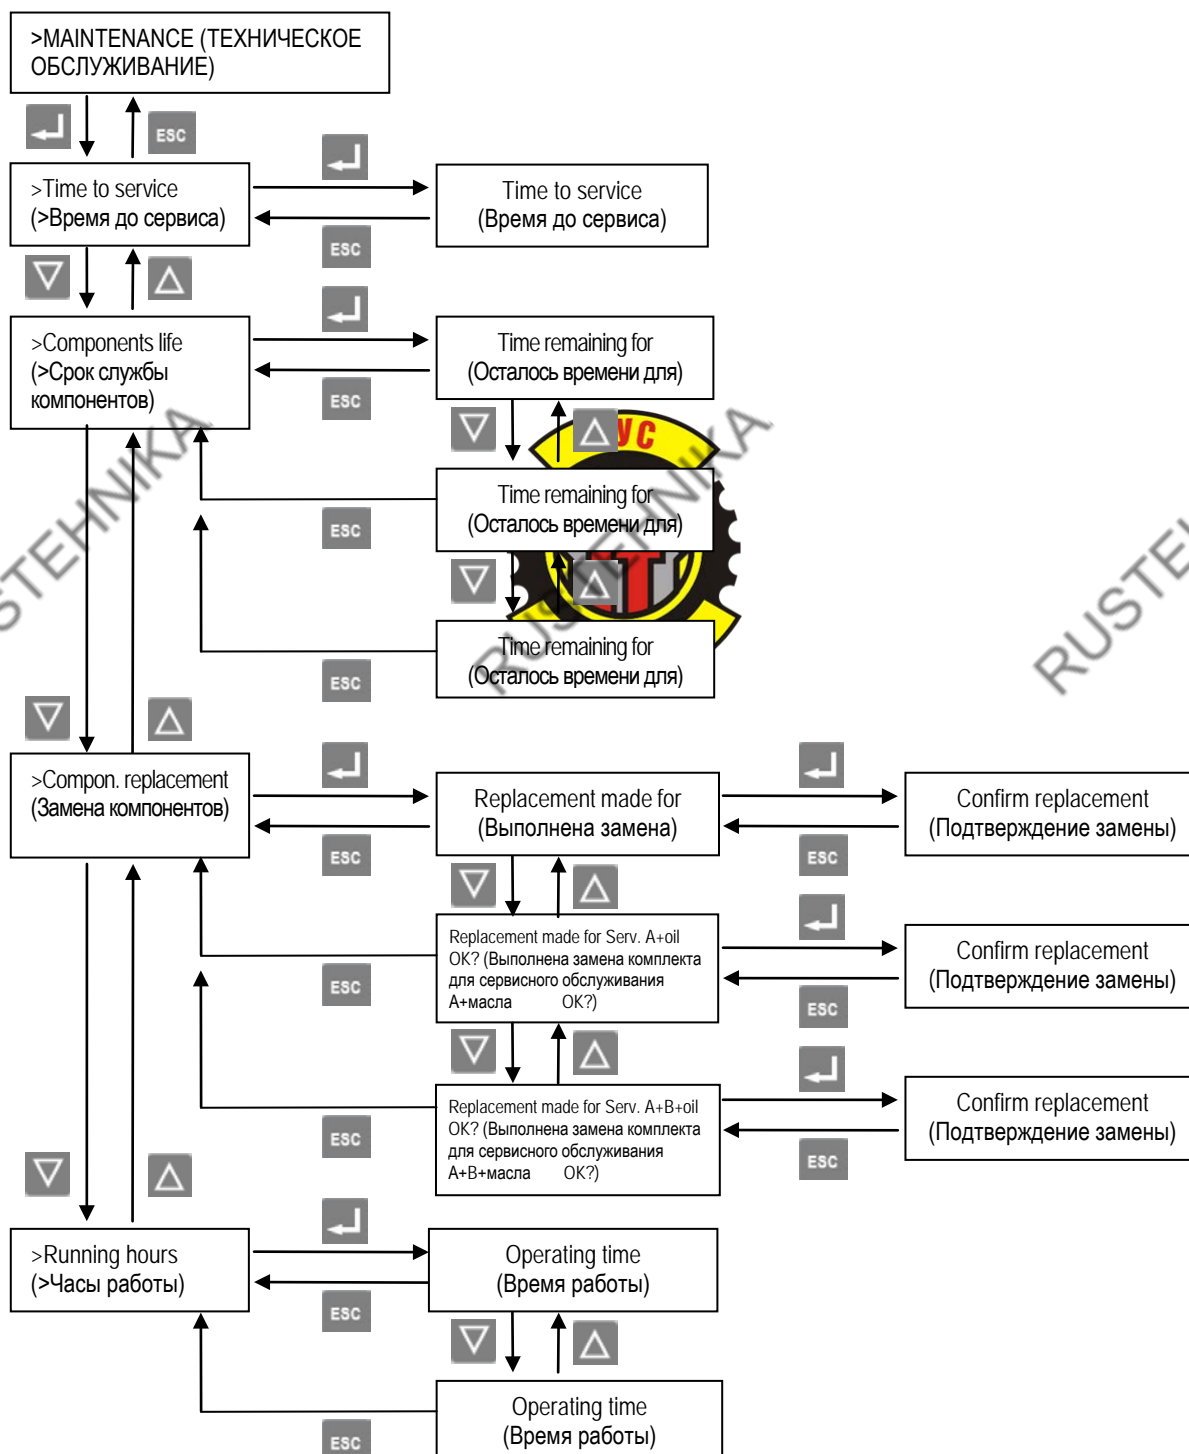 >MAINTENANCE (ТЕХНИЧЕСКОЕ
ОБСЛУЖИВАНИЕ)
ESC
>Time to service
(>Время до сервиса)
Time to service
(Время до сервиса)
ESC
>Components life
(>Срок службы
компонентов)
Time remaining for
(Осталось времени для)
ESC
УС
Time remaining for
(Осталось времени для)
ESC
Time remaining for
(Осталось времени для)
ESC
RUSTEHNIKA
>Compon. replacement
(Замена компонентов)
Replacement made for
(Выполнена замена)
Confirm replacement
(Подтверждение замены)
ESC
ESC
Replacement made for Serv. A+oil
OK? (Выполнена замена комплекта
для сервисного обслуживания
А+масла OK?)
Confirm replacement
(Подтверждение замены)
ESC
ESC
Replacement made for Serv. A+B+oil
OK? (Выполнена замена комплекта
для сервисного обслуживания
А+В+масла OK?)
Confirm replacement
(Подтверждение замены)
ESC
ESC
>Running hours
(>Часы работы)
Operating time
(Время работы)
ESC
Operating time
(Время работы)
ESC